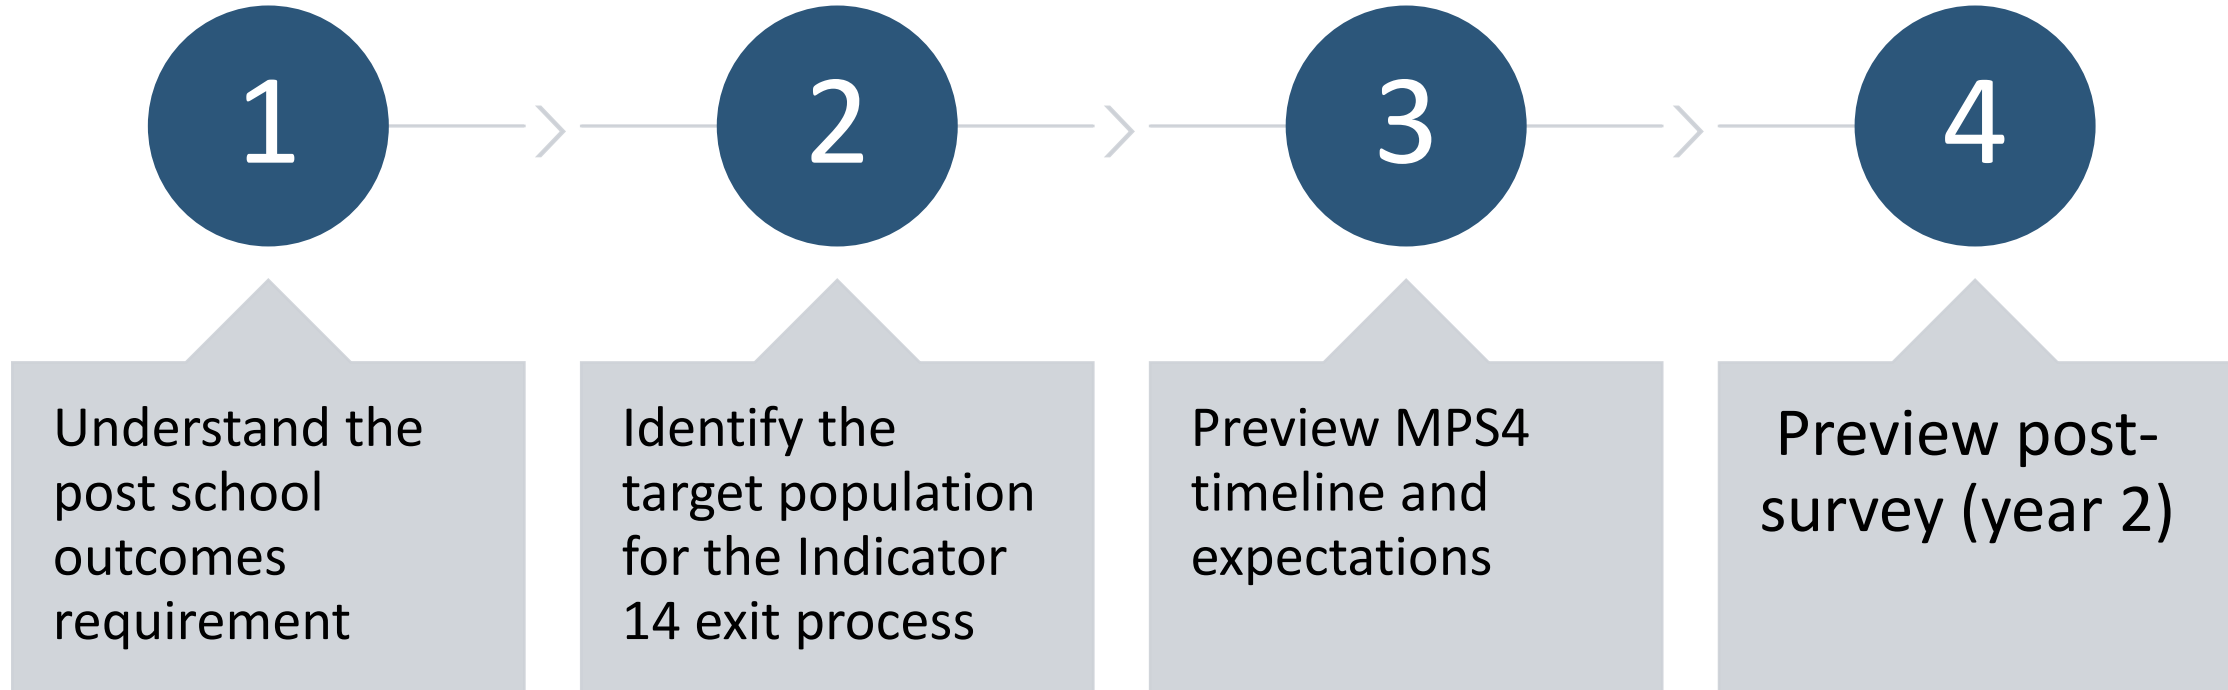 1
2
3
4
Understand the
post school
outcomes
requirement
Identify the
target population
for the Indicator
14 exit process
Preview MPS4
timeline and
expectations
Preview post-
survey (year 2)